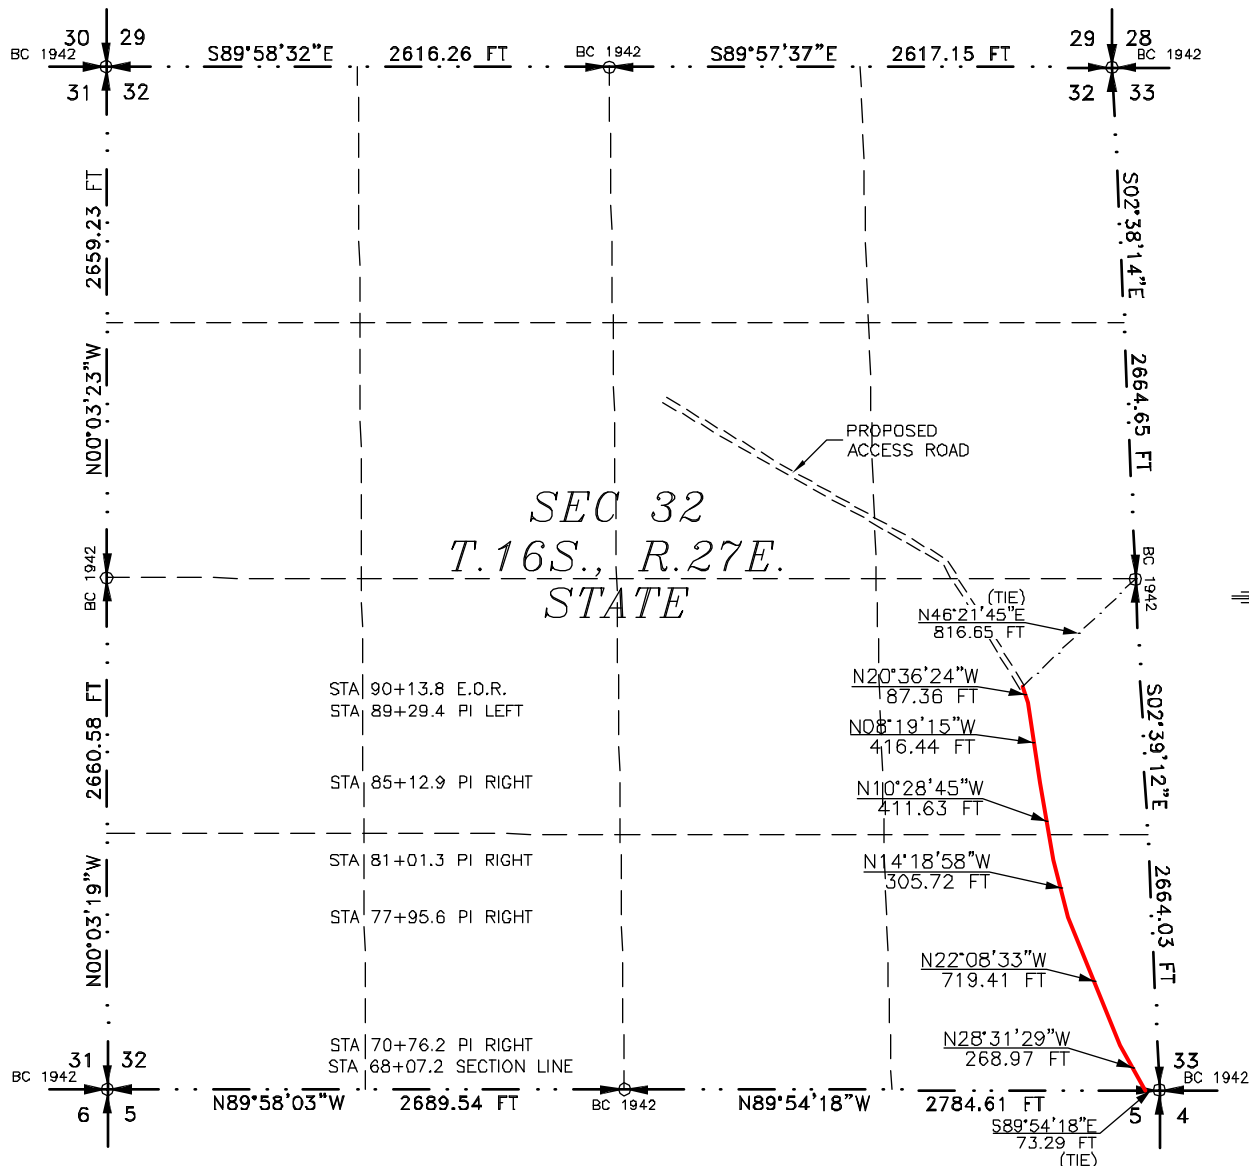 30 29
BC 1942
31 32
S89°58'32"E 2616.26 FT
BC 1942
S89°57'37"E 2617.15 FT
29 28
BC 1942
32 33
2659.23 FT
N00°03'23"W
S02°38'14"E
2664.65 FT
PROPOSED
ACCESS ROAD
SEC 32
T.16S., R.27E.
STATE
BC 1942
BC 1942
(TIE)
N46°21'45"E
816.65 FT
2660.58 FT
N00°03'19"W
STA 90+13.8 E.O.R.
STA 89+29.4 PI LEFT
STA 85+12.9 PI RIGHT
STA 81+01.3 PI RIGHT
STA 77+95.6 PI RIGHT
STA 70+76.2 PI RIGHT
STA 68+07.2 SECTION LINE
N20°36'24"W
87.36 FT
N08°19'15"W
416.44 FT
N10°28'45"W
411.63 FT
N14°18'58"W
305.72 FT
N22°08'33"W
719.41 FT
N28°31'29"W
268.97 FT
S02°39'12"E
2664.03 FT
31 32
BC 1942
6 5
N89°58'03"W 2689.54 FT
BC 1942
N89°54'18"W 2784.61 FT
33
BC 1942
5 4
S89°54'18"E
73.29 FT
(TIE)